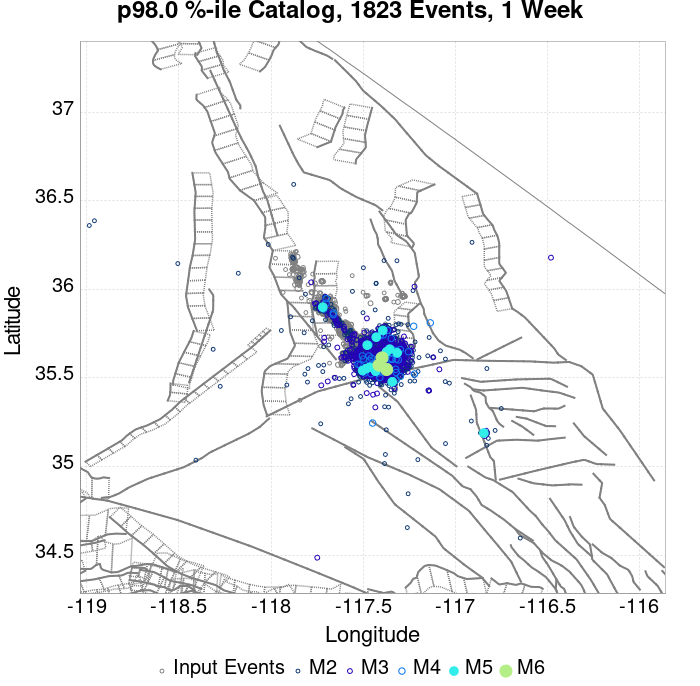 p98.0 %-ile Catalog, 1823 Events, 1 Week
37
36.5
36
35.5
35
34.5
Latitude
-119 -118.5 -118 -117.5 -117 -116.5 -116
Longitude
Input Events M2 M3 M4 M5 M6